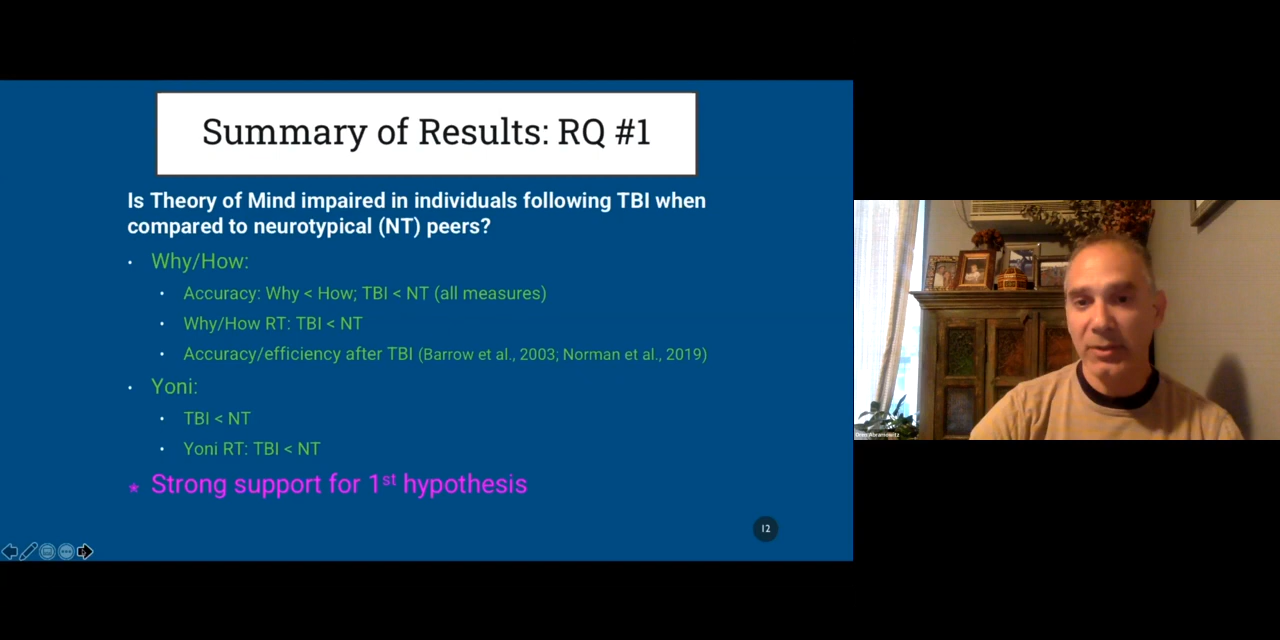 Summary of Results: RQ #1
Is Theory of Mind impaired in individuals following TBI when
compared to neurotypical (NT) peers?
• Why/How:
• Accuracy: Why < How; TBI < NT (all measures)
• Why/How RT: TBI < NT
• Accuracy/efficiency after TBI (Barrow et al., 2003; Norman et al., 2019)
• Yoni:
• TBI < NT
• Yoni RT: TBI < NT
* Strong support for 1st hypothesis
12
Oren Abramowitz